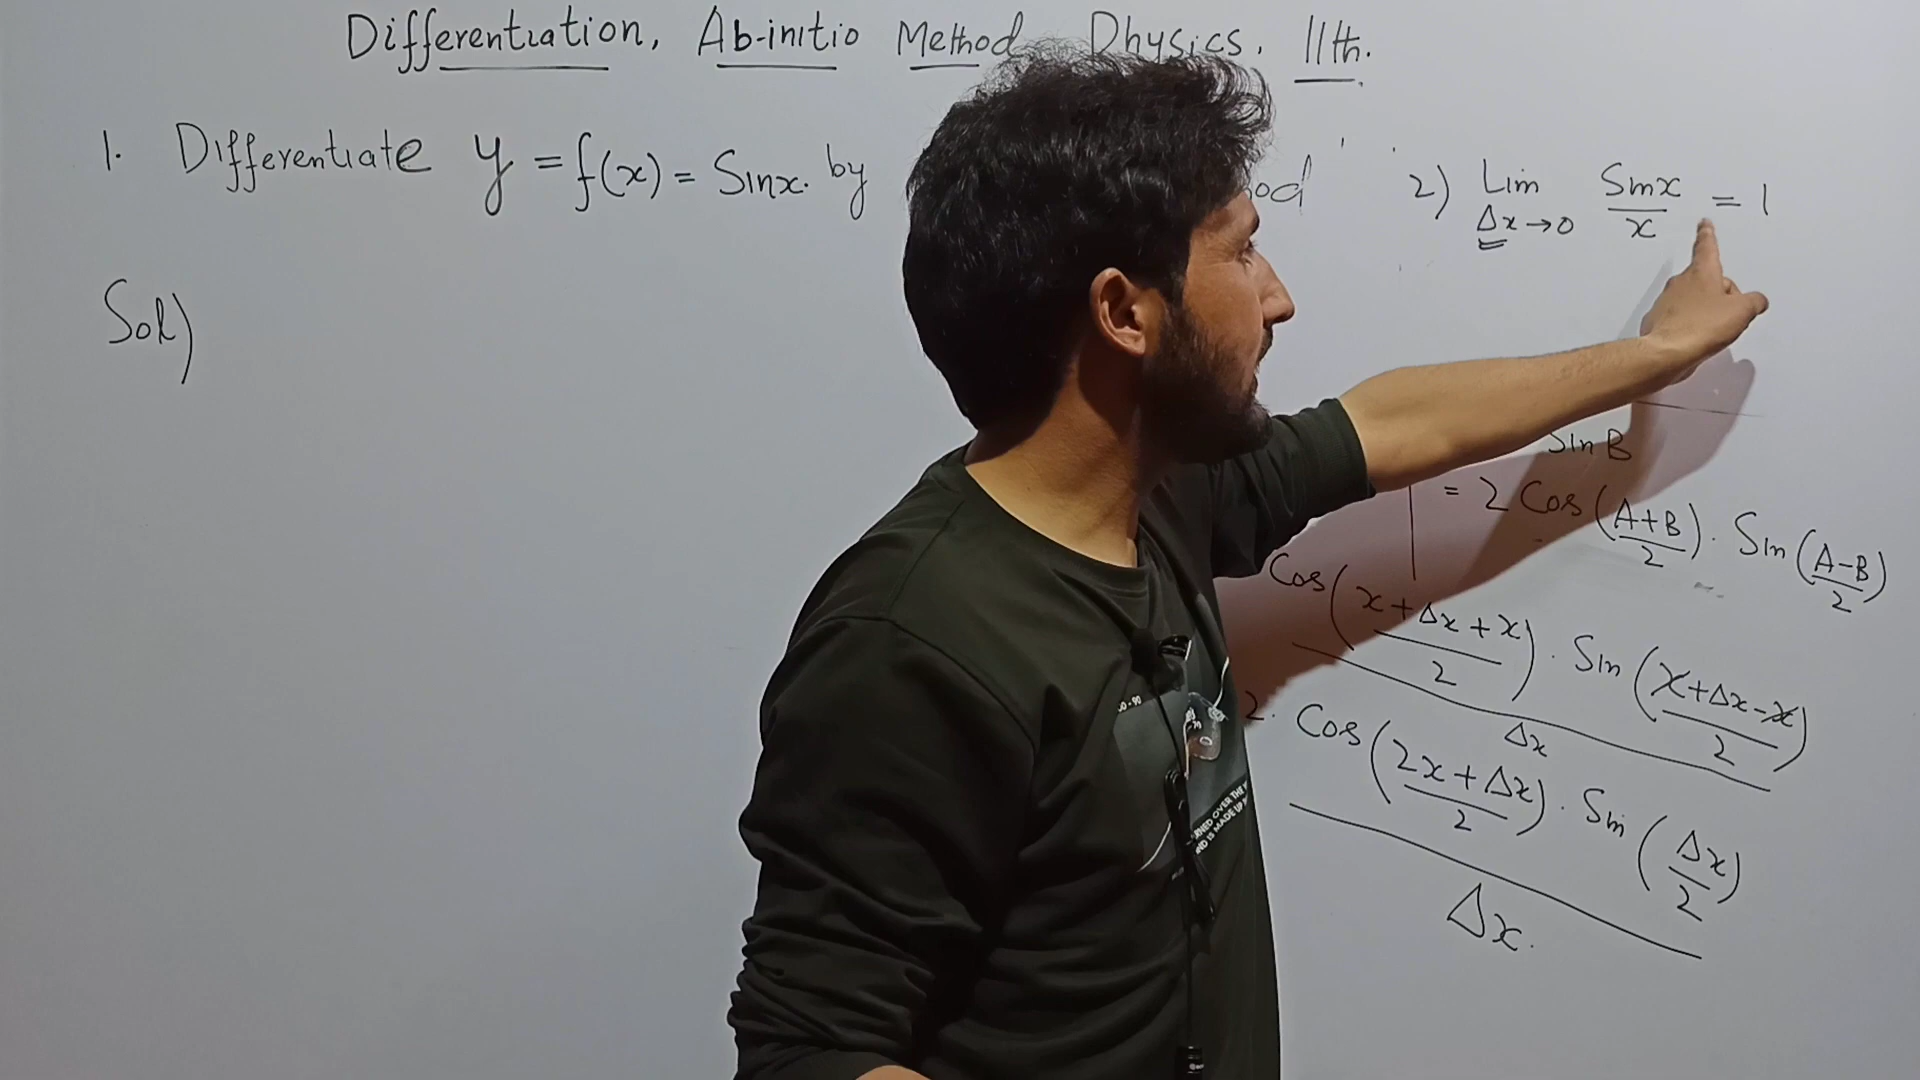 Differentiation, Ab-initio Method Physics. 11th.
1. Differentiate y = f(x) = Sinx. by
2) Lim Δx→0 Sinx/x = 1
Sol)
Sin B
= 2 Cos (A+B/2) . Sin (A-B/2)
Cos (x+Δx+x/2) . Sin (x+Δx-x/2)
Δx
2. Cos (2x+Δx/2) . Sin (Δx/2)
Δx.